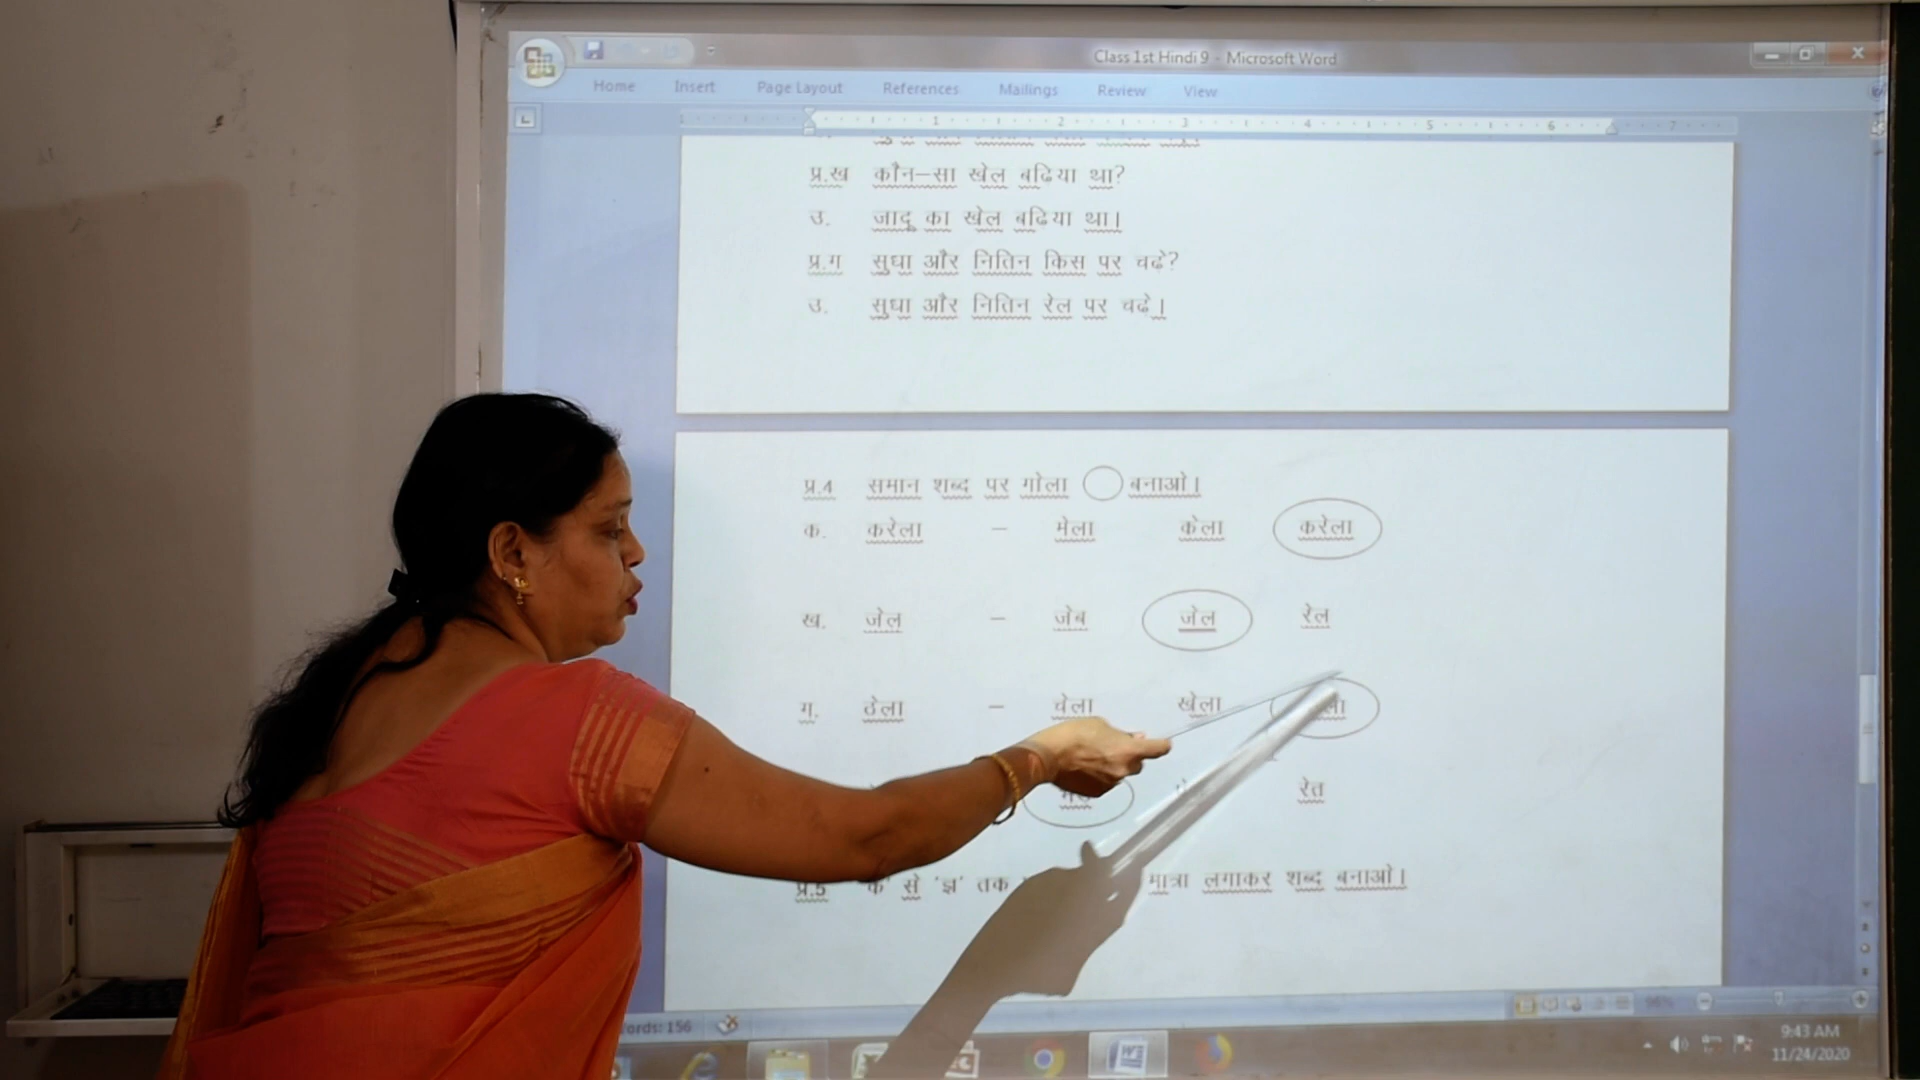 Class 1st Hindi 9 - Microsoft Word
Home Insert Page Layout References Mailings Review View
प्र.ख कौन–सा खेल बढिया था?
उ. जादू का खेल बढिया था।
प्र.ग सुधा और नितिन किस पर चढे?
उ. सुधा और नितिन रेल पर चढे।
प्र.4 समान शब्द पर गोला बनाओ।
क. करेला – मेला केला करेला
ख. जेल – जेब जेल रेल
ग. ठेला – चेला खेला
रेत
प्र.5 'क' से 'ज्ञ' तक मात्रा लगाकर शब्द बनाओ।
Words: 156
9:43 AM
11/24/2020